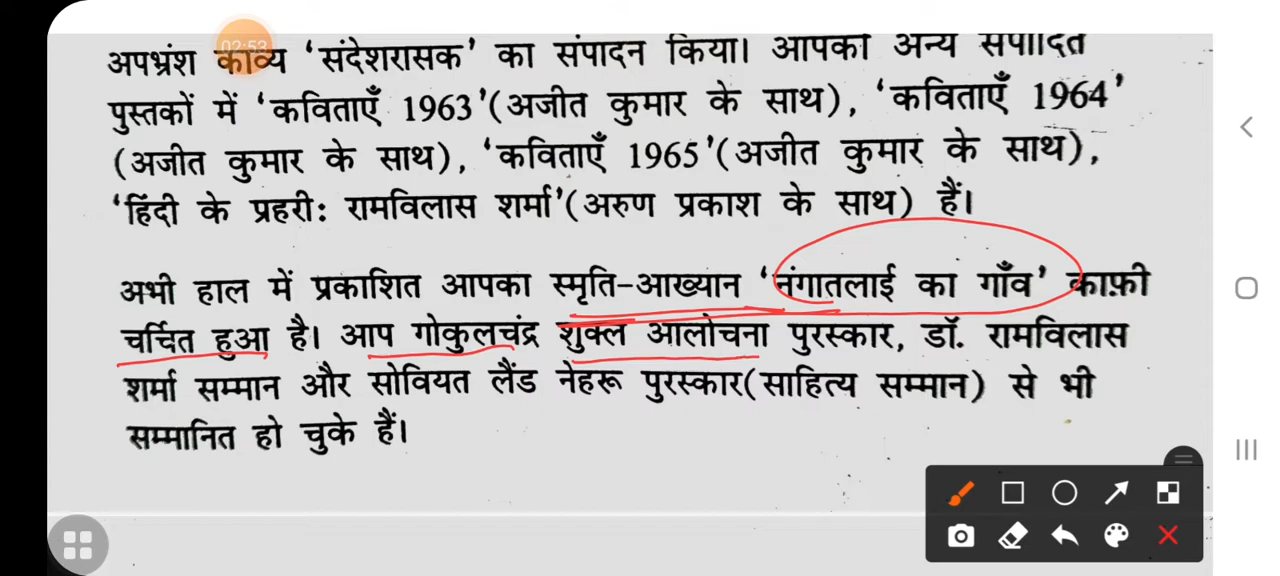 02:53
अपभ्रंश काव्य ‘संदेशरासक’ का संपादन किया। आपकी अन्य संपादित
पुस्तकों में ‘कविताएँ 1963’(अजीत कुमार के साथ), ‘कविताएँ 1964’
(अजीत कुमार के साथ), ‘कविताएँ 1965’(अजीत कुमार के साथ),
‘हिंदी के प्रहरी: रामविलास शर्मा’(अरुण प्रकाश के साथ) हैं।
अभी हाल में प्रकाशित आपका स्मृति-आख्यान ‘नंगातलाई का गाँव’ काफ़ी
चर्चित हुआ है। आप गोकुलचंद्र शुक्ल आलोचना पुरस्कार, डॉ. रामविलास
शर्मा सम्मान और सोवियत लैंड नेहरू पुरस्कार(साहित्य सम्मान) से भी
सम्मानित हो चुके हैं।